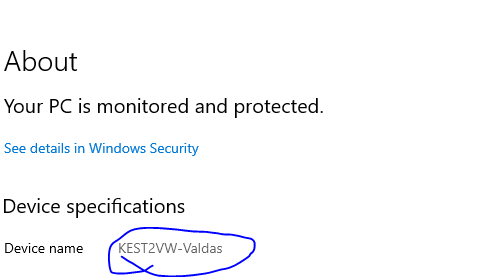 About
Your PC is monitored and protected.
See details in Windows Security
Device specifications
Device name KEST2VW-Valdas